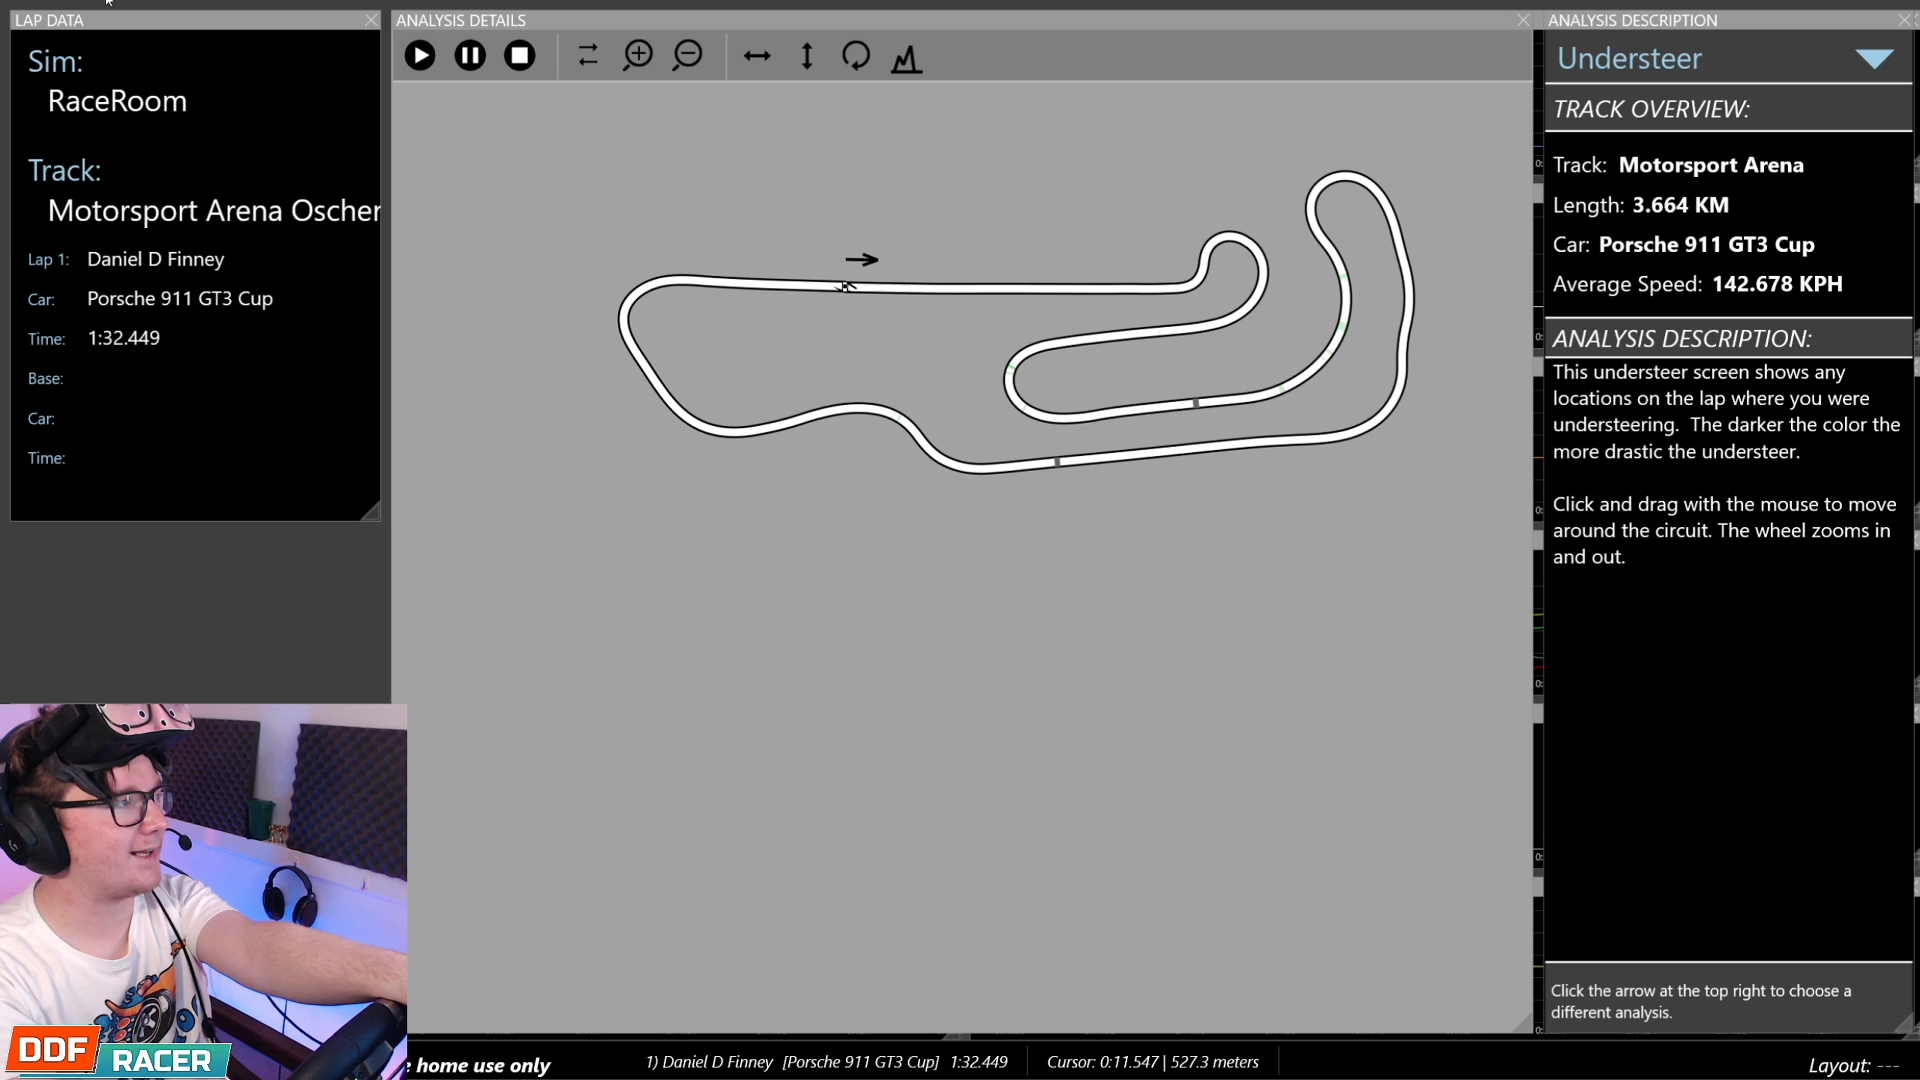 LAP DATA
Sim:
RaceRoom
Track:
Motorsport Arena Oscher
Lap 1: Daniel D Finney
Car: Porsche 911 GT3 Cup
Time: 1:32.449
Base:
Car:
Time:
ANALYSIS DETAILS
ANALYSIS DESCRIPTION
Understeer
TRACK OVERVIEW:
Track: Motorsport Arena
Length: 3.664 KM
Car: Porsche 911 GT3 Cup
Average Speed: 142.678 KPH
ANALYSIS DESCRIPTION:
This understeer screen shows any
locations on the lap where you were
understeering. The darker the color the
more drastic the understeer.
Click and drag with the mouse to move
around the circuit. The wheel zooms in
and out.
Click the arrow at the top right to choose a
different analysis.
DDF
RACER
e home use only
1) Daniel D Finney [Porsche 911 GT3 Cup] 1:32.449
Cursor: 0:11.547 | 527.3 meters
Layout: ---